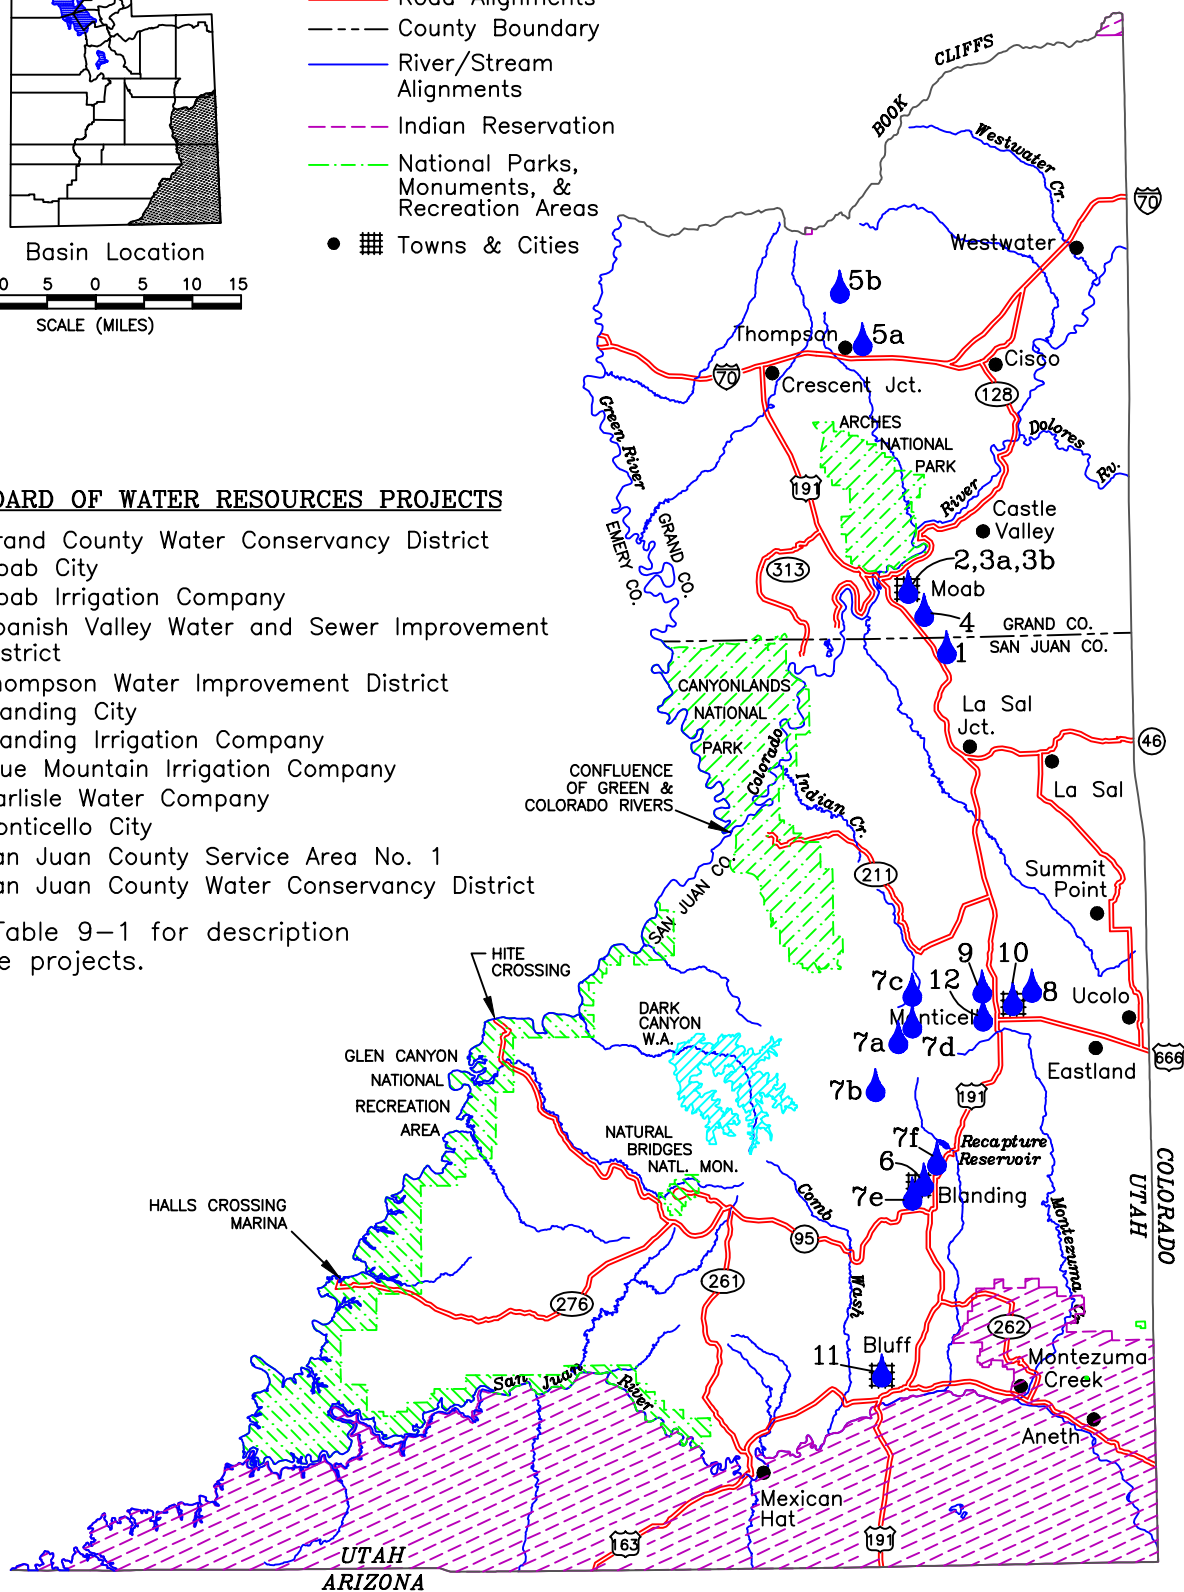 Road Alignments
County Boundary
River/Stream
Alignments
Indian Reservation
National Parks,
Monuments, &
Recreation Areas
Towns & Cities
Basin Location
0 5 0 5 10 15
SCALE (MILES)
OARD OF WATER RESOURCES PROJECTS
rand County Water Conservancy District
oab City
oab Irrigation Company
panish Valley Water and Sewer Improvement
istrict
hompson Water Improvement District
anding City
anding Irrigation Company
ue Mountain Irrigation Company
arlisle Water Company
onticello City
an Juan County Service Area No. 1
an Juan County Water Conservancy District
Table 9-1 for description
e projects.
BOOK CLIFFS
Westwater Cr.
70
Westwater
5b
Thompson
5a
Cisco
70
Crescent Jct.
128
Green River
ARCHES
NATIONAL
PARK
Dolores Rv.
191
River
Castle
Valley
EMERY CO.
GRAND CO.
313
2,3a,3b
Moab
4
GRAND CO.
SAN JUAN CO.
1
CANYONLANDS
NATIONAL
PARK
La Sal
Jct.
46
Colorado
CONFLUENCE
OF GREEN &
COLORADO RIVERS
Indian Cr.
La Sal
SAN JUAN CO.
211
Summit
Point
HITE
CROSSING
9 10
7c 12 8
Ucolo
DARK
CANYON
W.A.
Monticell
7a 7d
GLEN CANYON
NATIONAL
RECREATION
AREA
Eastland
666
7b
191
NATURAL
BRIDGES
NATL. MON.
7f
Recapture
Reservoir
6
7e
Blanding
COLORADO
UTAH
HALLS CROSSING
MARINA
Comb
Wash
95
Montezuma Cr
261
276
262
11
Bluff
Montezuma
Creek
San Juan River
Aneth
Mexican
Hat
163
191
UTAH
ARIZONA